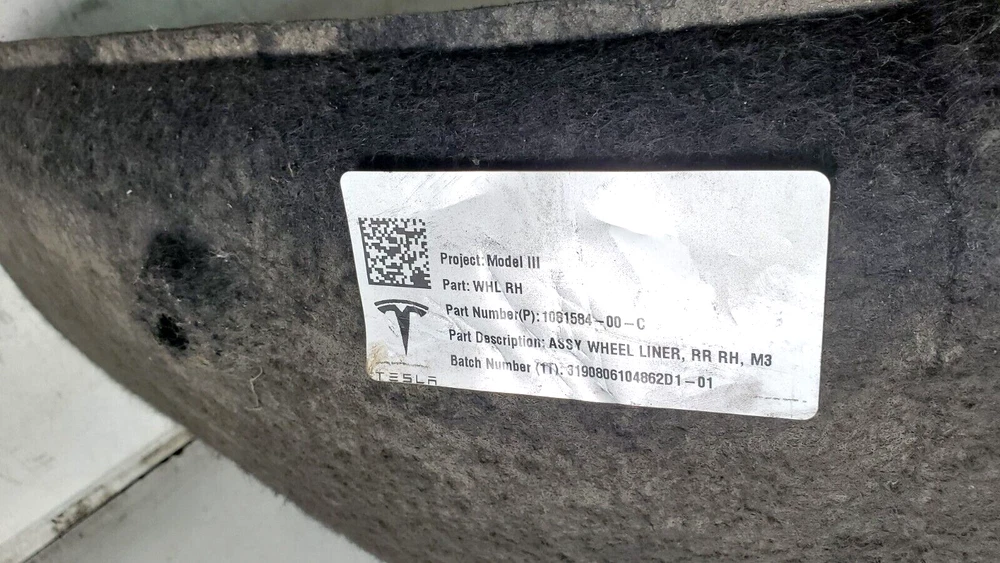 Project: Model III
Part: WHL RH
Part Number(P): 1081584-00-C
Part Description: ASSY WHEEL LINER, RR RH, M3
Batch Number (1T): 3190806104862D1-01
TESLA